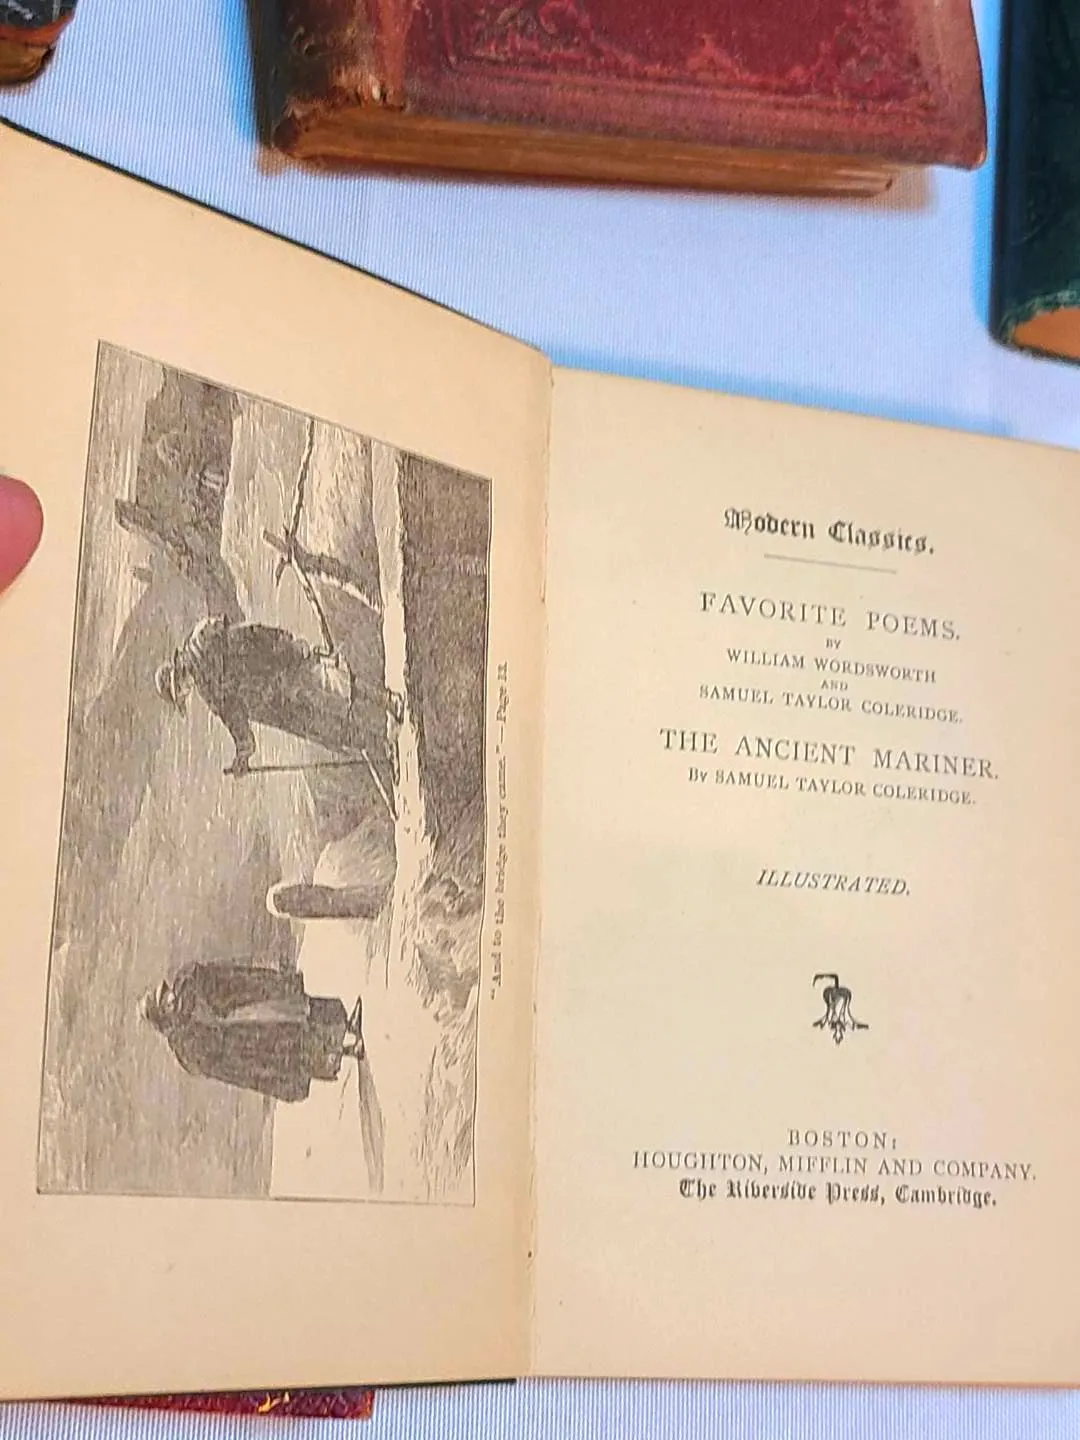 "And to the bridge they came."—Page 13.
Modern Classics.
FAVORITE POEMS.
BY
WILLIAM WORDSWORTH
AND
SAMUEL TAYLOR COLERIDGE.
THE ANCIENT MARINER.
By SAMUEL TAYLOR COLERIDGE.
ILLUSTRATED.
BOSTON:
HOUGHTON, MIFFLIN AND COMPANY.
The Riverside Press, Cambridge.